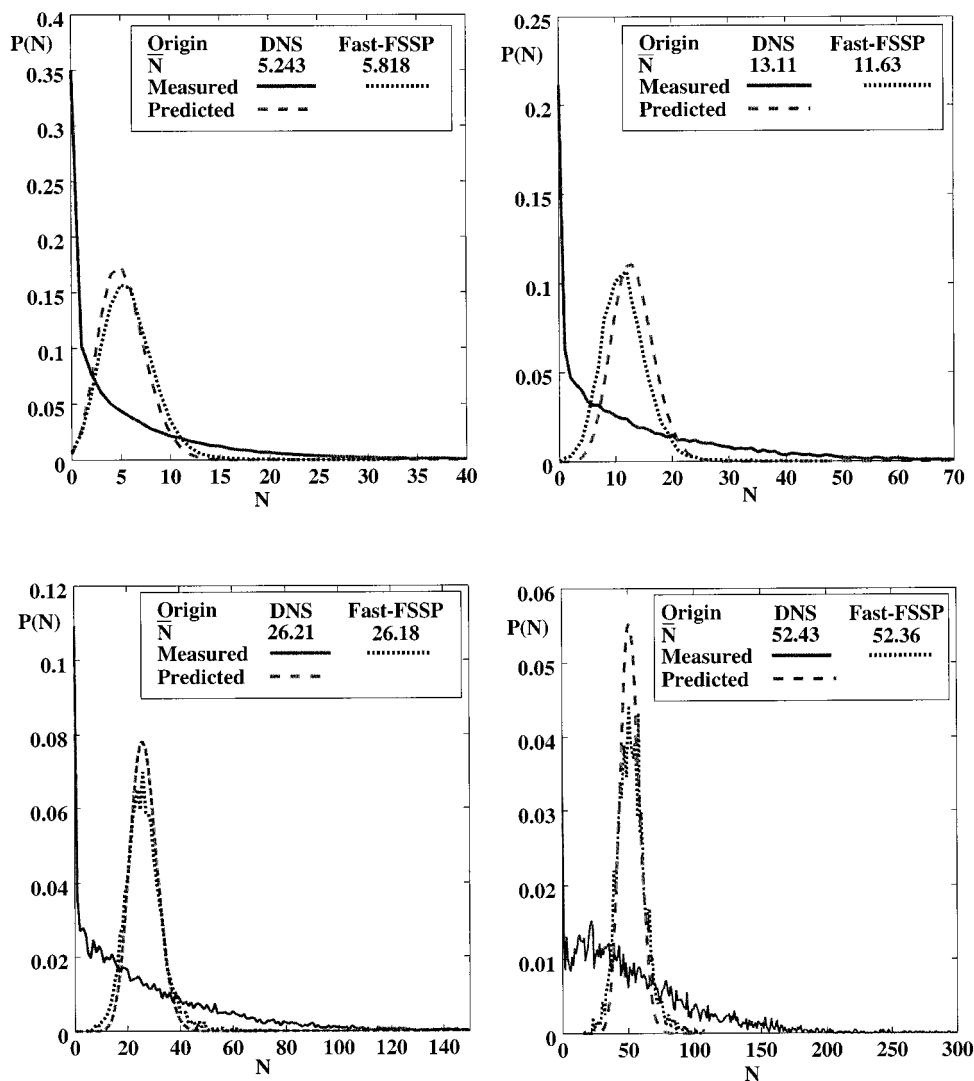 0.4
P(N)
0.35
0.3
0.25
0.2
0.15
0.1
0.05
0
0 5 10 15 20 25 30 35 40
N
Origin DNS Fast-FSSP
N̅ 5.243 5.818
Measured
Predicted
0.25
P(N)
0.20
0.15
0.10
0.05
0
0 10 20 30 40 50 60 70
N
Origin DNS Fast-FSSP
N̅ 13.11 11.63
Measured
Predicted
0.12
P(N)
0.1
0.08
0.06
0.04
0.02
0
0 20 40 60 80 100 120 140
N
Origin DNS Fast-FSSP
N̅ 26.21 26.18
Measured
Predicted
0.06
P(N)
0.05
0.04
0.03
0.02
0.01
0
0 50 100 150 200 250 300
N
Origin DNS Fast-FSSP
N̅ 52.43 52.36
Measured
Predicted